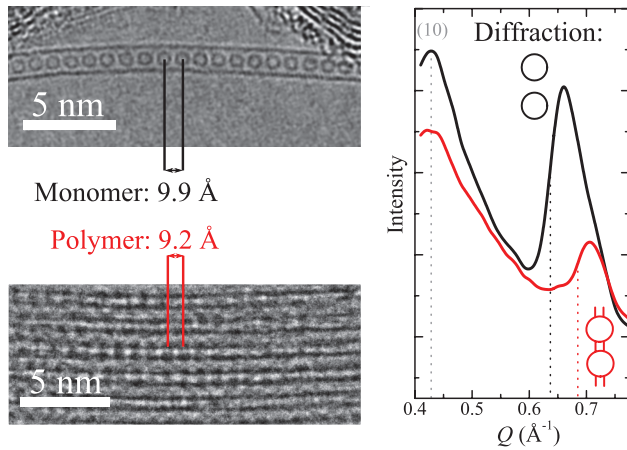 5 nm
Monomer: 9.9 Å
Polymer: 9.2 Å
5 nm
(10)
Diffraction:
Intensity
0.4
0.5
0.6
0.7
Q (Å⁻¹)